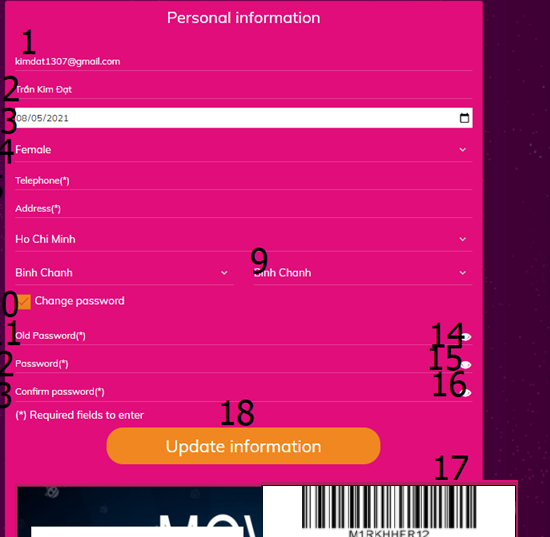 Personal information
1
kimdat1307@gmail.com
2 Trần Kim Đạt
3 08/05/2021
4 Female
Telephone(*)
Address(*)
Ho Chi Minh
9
Binh Chanh Binh Chanh
0 Change password
1 Old Password(*) 14
2 Password(*) 15
3 Confirm password(*) 16
(*) Required fields to enter
18
Update information
17
M1RKHHFR12